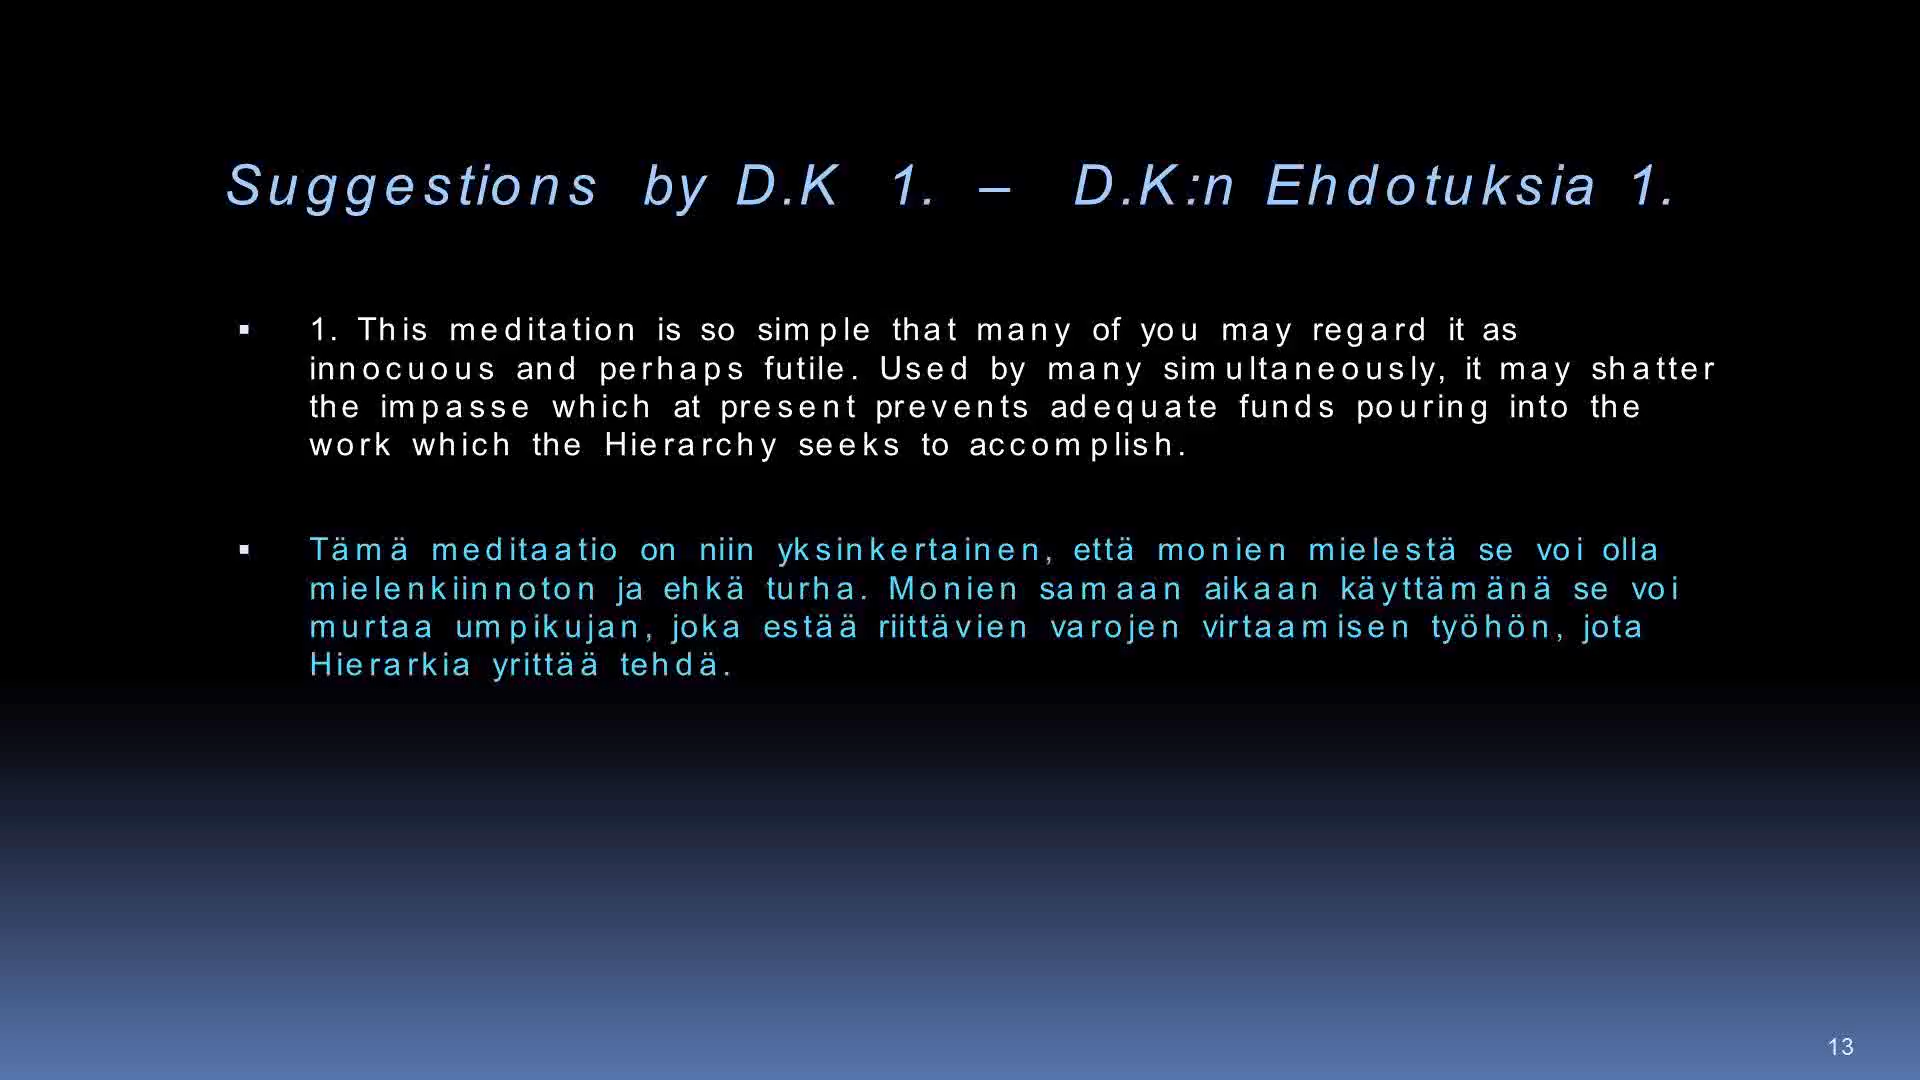 Suggestions by D.K 1. – D.K:n Ehdotuksia 1.
▪ 1. This meditation is so simple that many of you may regard it as
innocuous and perhaps futile. Used by many simultaneously, it may shatter
the impasse which at present prevents adequate funds pouring into the
work which the Hierarchy seeks to accomplish.
▪ Tämä meditaatio on niin yksinkertainen, että monien mielestä se voi olla
mielenkiinnoton ja ehkä turha. Monien samaan aikaan käyttämänä se voi
murtaa umpikujan, joka estää riittävien varojen virtaamisen työhön, jota
Hierarkia yrittää tehdä.
13